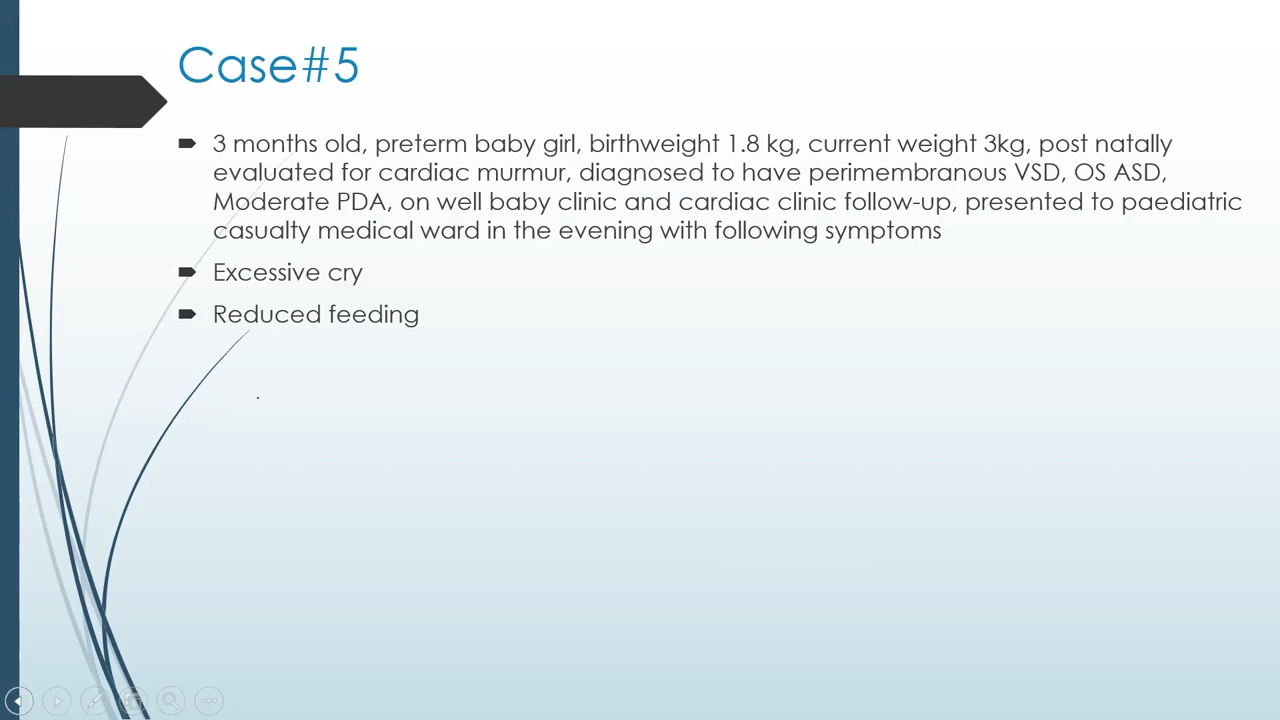 Case#5
3 months old, preterm baby girl, birthweight 1.8 kg, current weight 3kg, post natally
evaluated for cardiac murmur, diagnosed to have perimembranous VSD, OS ASD,
Moderate PDA, on well baby clinic and cardiac clinic follow-up, presented to paediatric
casualty medical ward in the evening with following symptoms
Excessive cry
Reduced feeding